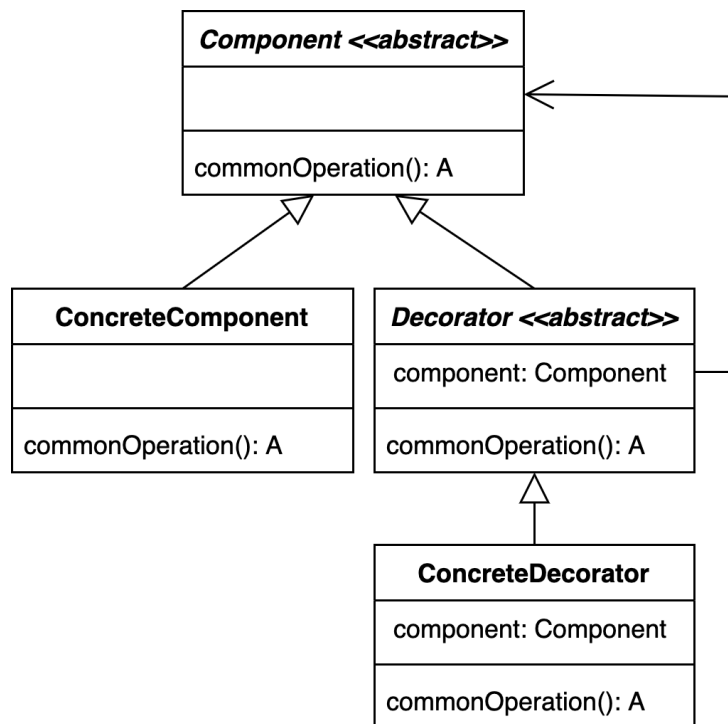 Component <<abstract>>
commonOperation(): A
ConcreteComponent
commonOperation(): A
Decorator <<abstract>>
component: Component
commonOperation(): A
ConcreteDecorator
component: Component
commonOperation(): A